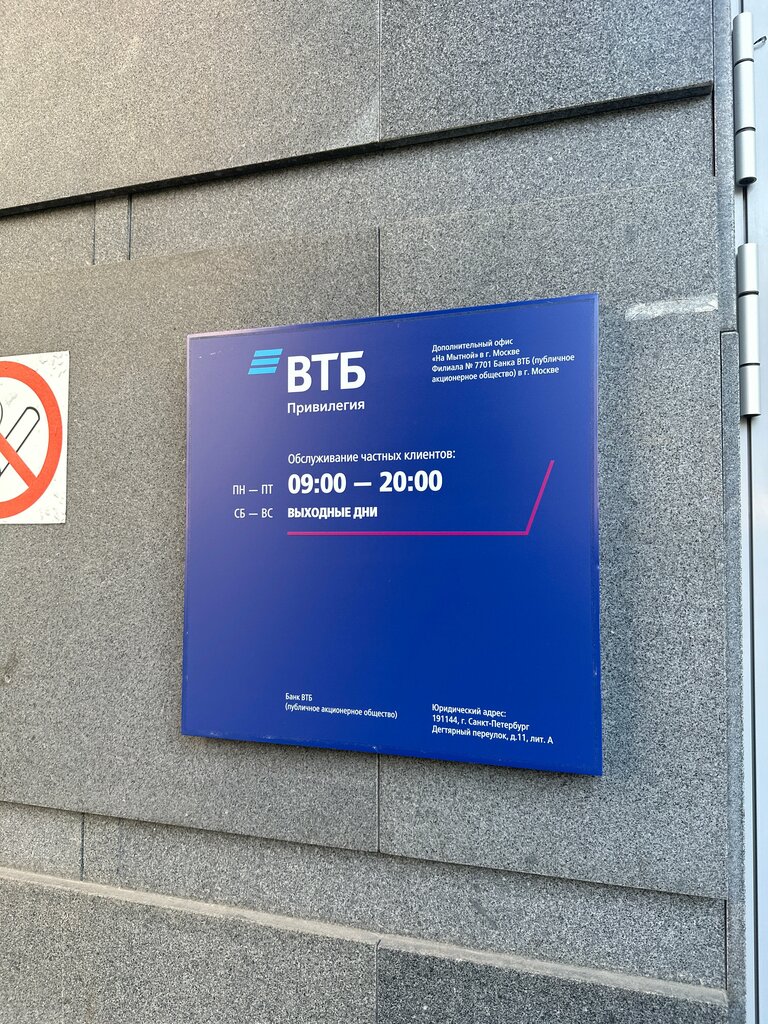 ВТБ
Привилегия
Дополнительный офис
«На Мытной» в г. Москве
Филиала № 7701 Банка ВТБ (публичное
акционерное общество) в г. Москве
Обслуживание частных клиентов:
ПН — ПТ 09:00 — 20:00
СБ — ВС ВЫХОДНЫЕ ДНИ
Банк ВТБ
(публичное акционерное общество)
Юридический адрес:
191144, г. Санкт-Петербург
Дегтярный переулок, д.11, лит. А